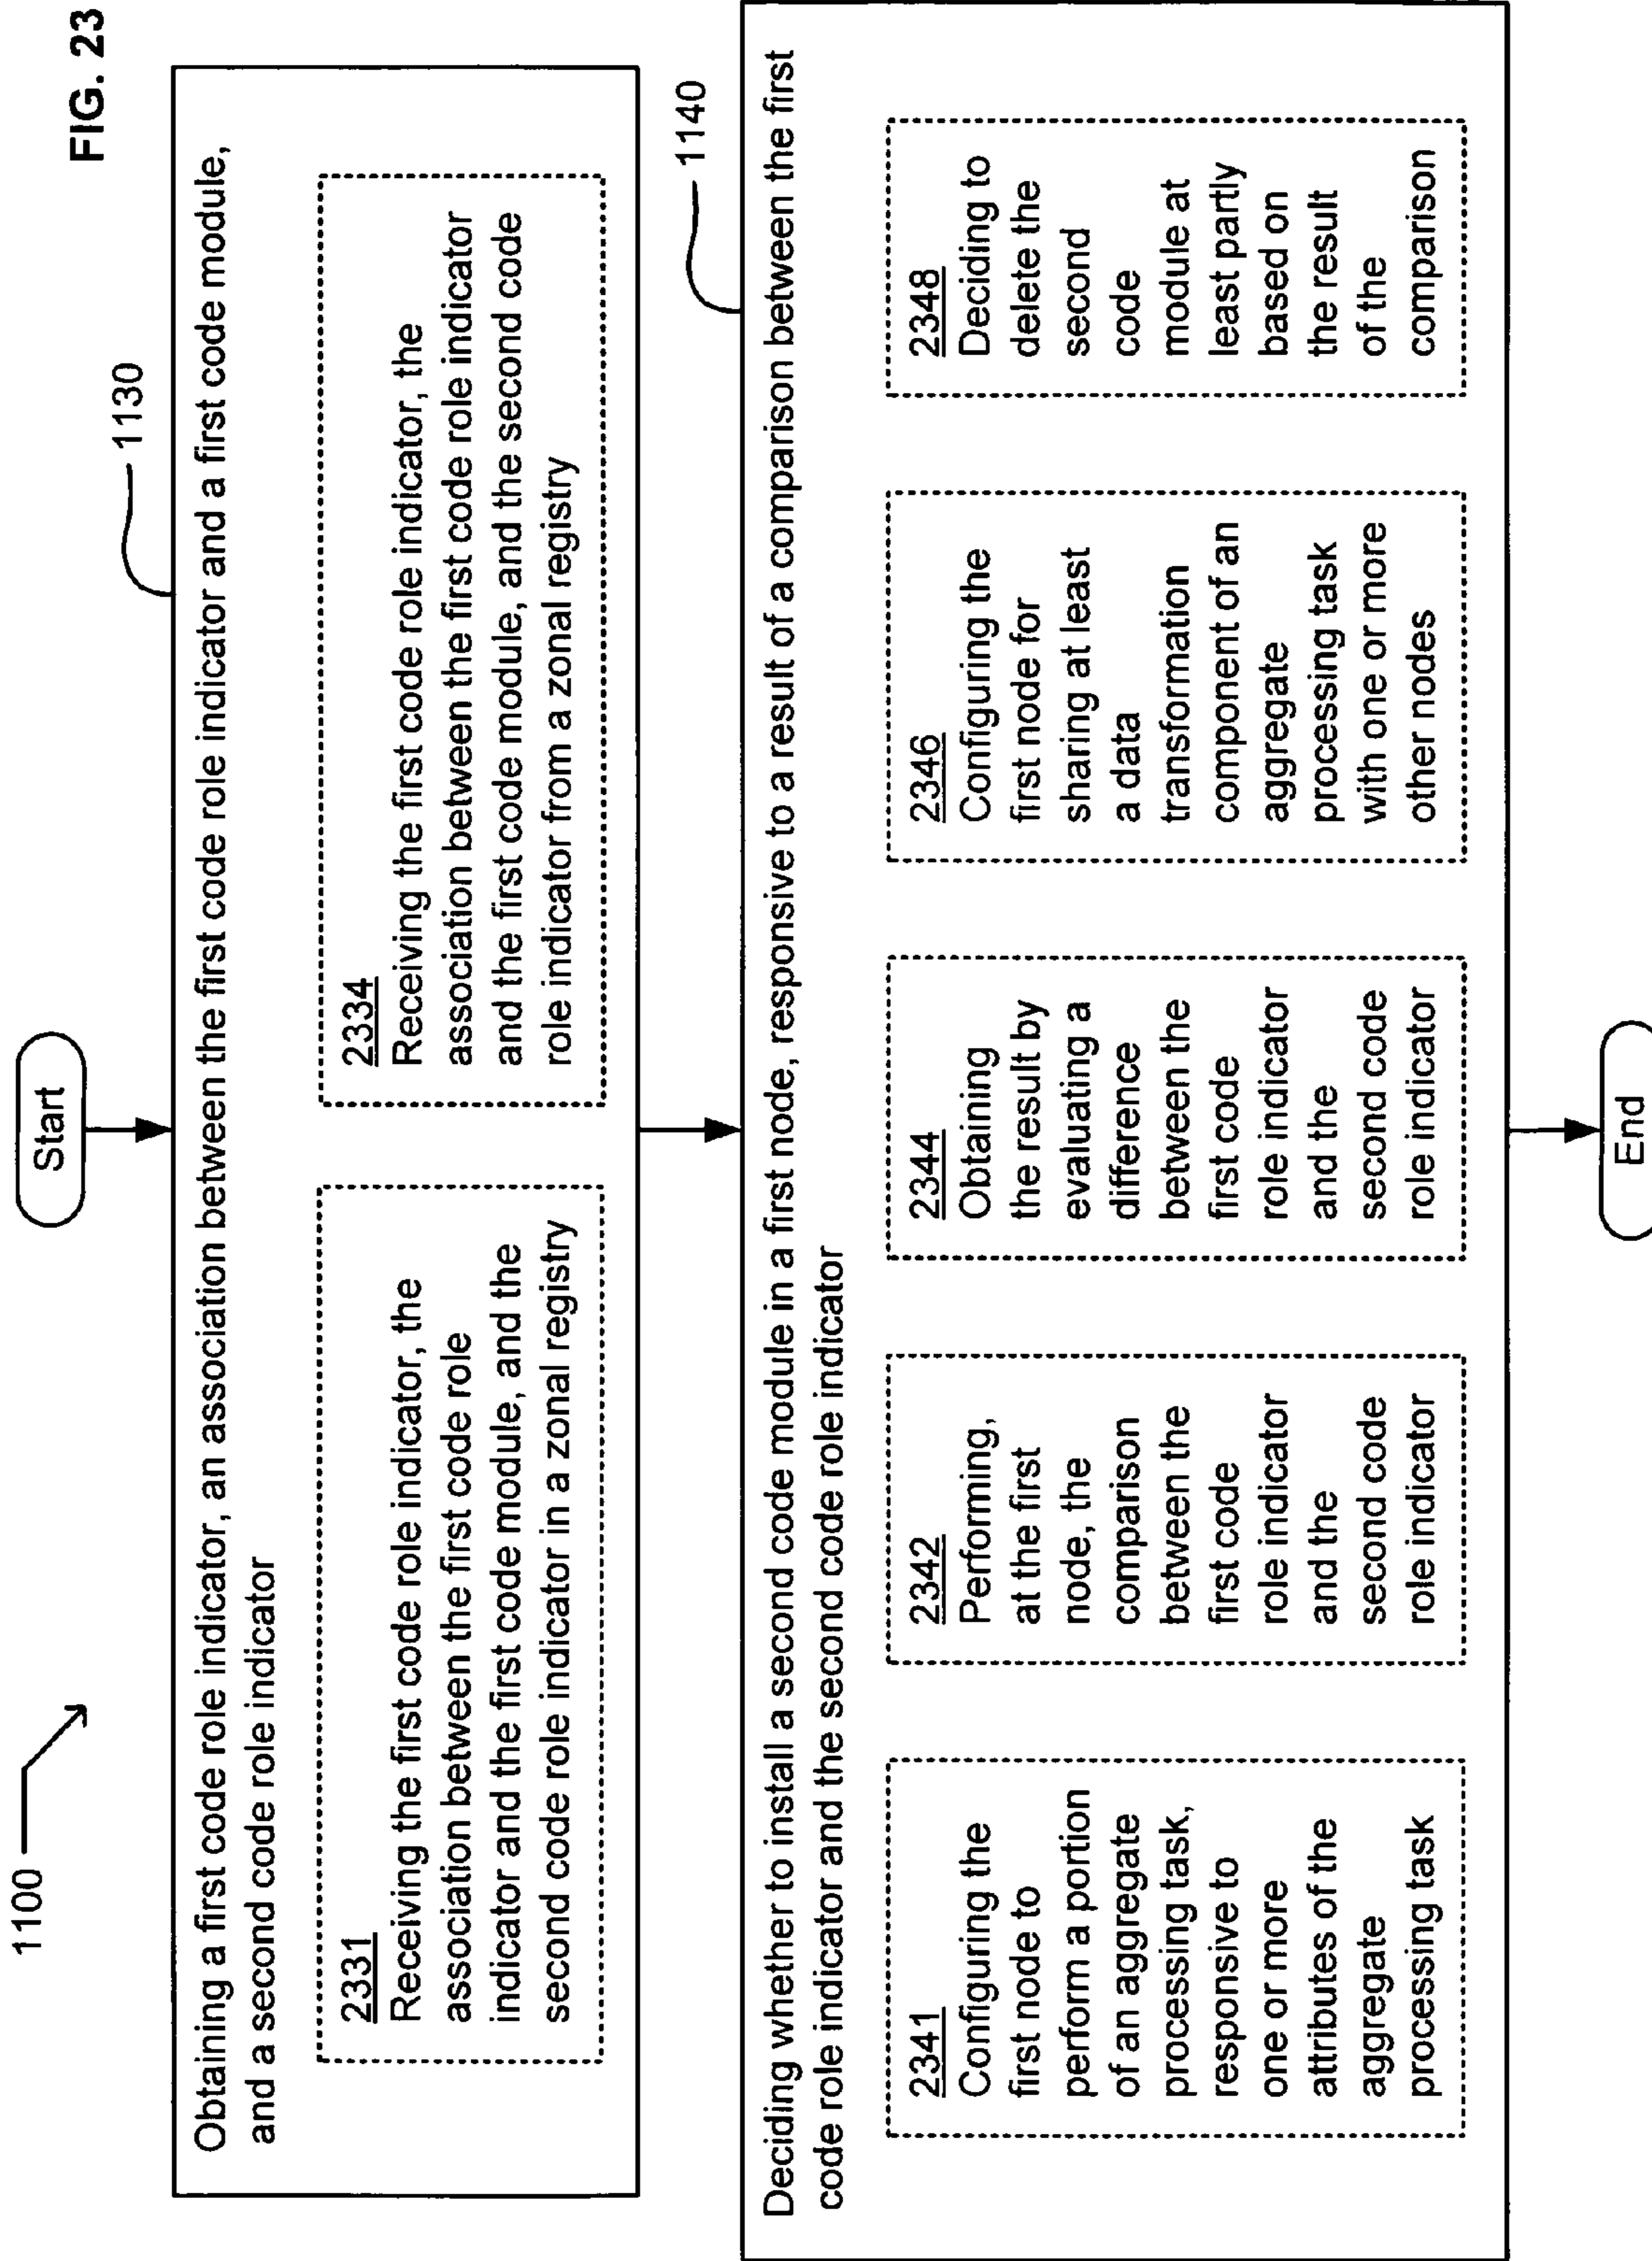 FIG. 23
1100
Start
1130
Obtaining a first code role indicator, an association between the first code role indicator and a first code module,
and a second code role indicator
2331
Receiving the first code role indicator, the
association between the first code role
indicator and the first code module, and the
second code role indicator in a zonal registry
2334
Receiving the first code role indicator, the
association between the first code role indicator
and the first code module, and the second code
role indicator from a zonal registry
1140
Deciding whether to install a second code module in a first node, responsive to a result of a comparison between the first
code role indicator and the second code role indicator
2341
Configuring the
first node to
perform a portion
of an aggregate
processing task,
responsive to
one or more
attributes of the
aggregate
processing task
2342
Performing,
at the first
node, the
comparison
between the
first code
role indicator
and the
second code
role indicator
2344
Obtaining
the result by
evaluating a
difference
between the
first code
role indicator
and the
second code
role indicator
2346
Configuring the
first node for
sharing at least
a data
transformation
component of an
aggregate
processing task
with one or more
other nodes
2348
Deciding to
delete the
second
code
module at
least partly
based on
the result
of the
comparison
End